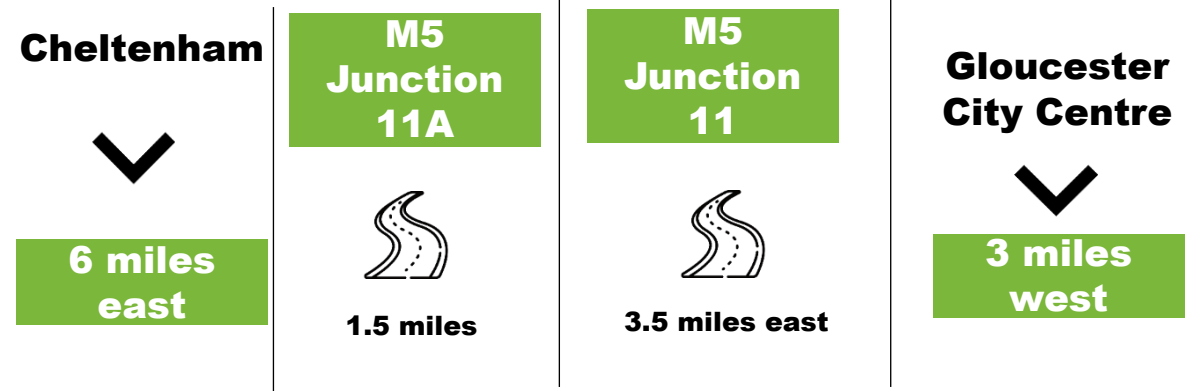 Cheltenham
6 miles
east
M5
Junction
11A
1.5 miles
M5
Junction
11
3.5 miles east
Gloucester
City Centre
3 miles
west